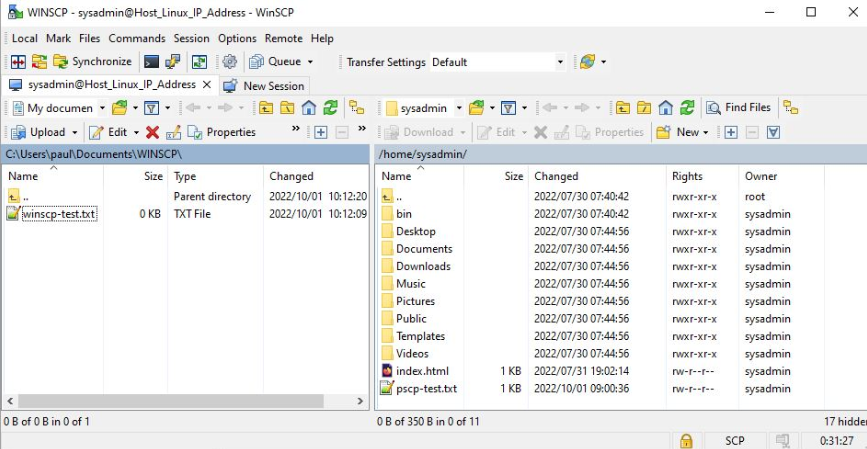 WINSCP - sysadmin@Host_Linux_IP_Address - WinSCP
Local Mark Files Commands Session Options Remote Help
Synchronize Queue Transfer Settings Default
sysadmin@Host_Linux_IP_Address × New Session
My documen sysadmin Find Files
Upload Edit Properties » » Download Edit Properties New
C:\Users\paul\Documents\WINSCP\ /home/sysadmin/
Name Size Type Changed Name Size Changed Rights Owner
.. Parent directory 2022/10/01 10:12:20 .. 2022/07/30 07:40:42 rwxr-xr-x root
winscp-test.txt 0 KB TXT File 2022/10/01 10:12:09 bin 2022/07/30 07:40:42 rwxr-xr-x sysadmin
Desktop 2022/07/30 07:44:56 rwxr-xr-x sysadmin
Documents 2022/07/30 07:44:56 rwxr-xr-x sysadmin
Downloads 2022/07/30 07:44:56 rwxr-xr-x sysadmin
Music 2022/07/30 07:44:56 rwxr-xr-x sysadmin
Pictures 2022/07/30 07:44:56 rwxr-xr-x sysadmin
Public 2022/07/30 07:44:56 rwxr-xr-x sysadmin
Templates 2022/07/30 07:44:56 rwxr-xr-x sysadmin
Videos 2022/07/30 07:44:56 rwxr-xr-x sysadmin
index.html 1 KB 2022/07/31 19:02:14 rw-r--r-- sysadmin
pscp-test.txt 1 KB 2022/10/01 09:00:36 rw-r--r-- sysadmin
0 B of 0 B in 0 of 1 0 B of 350 B in 0 of 11 17 hidden
SCP 0:31:27